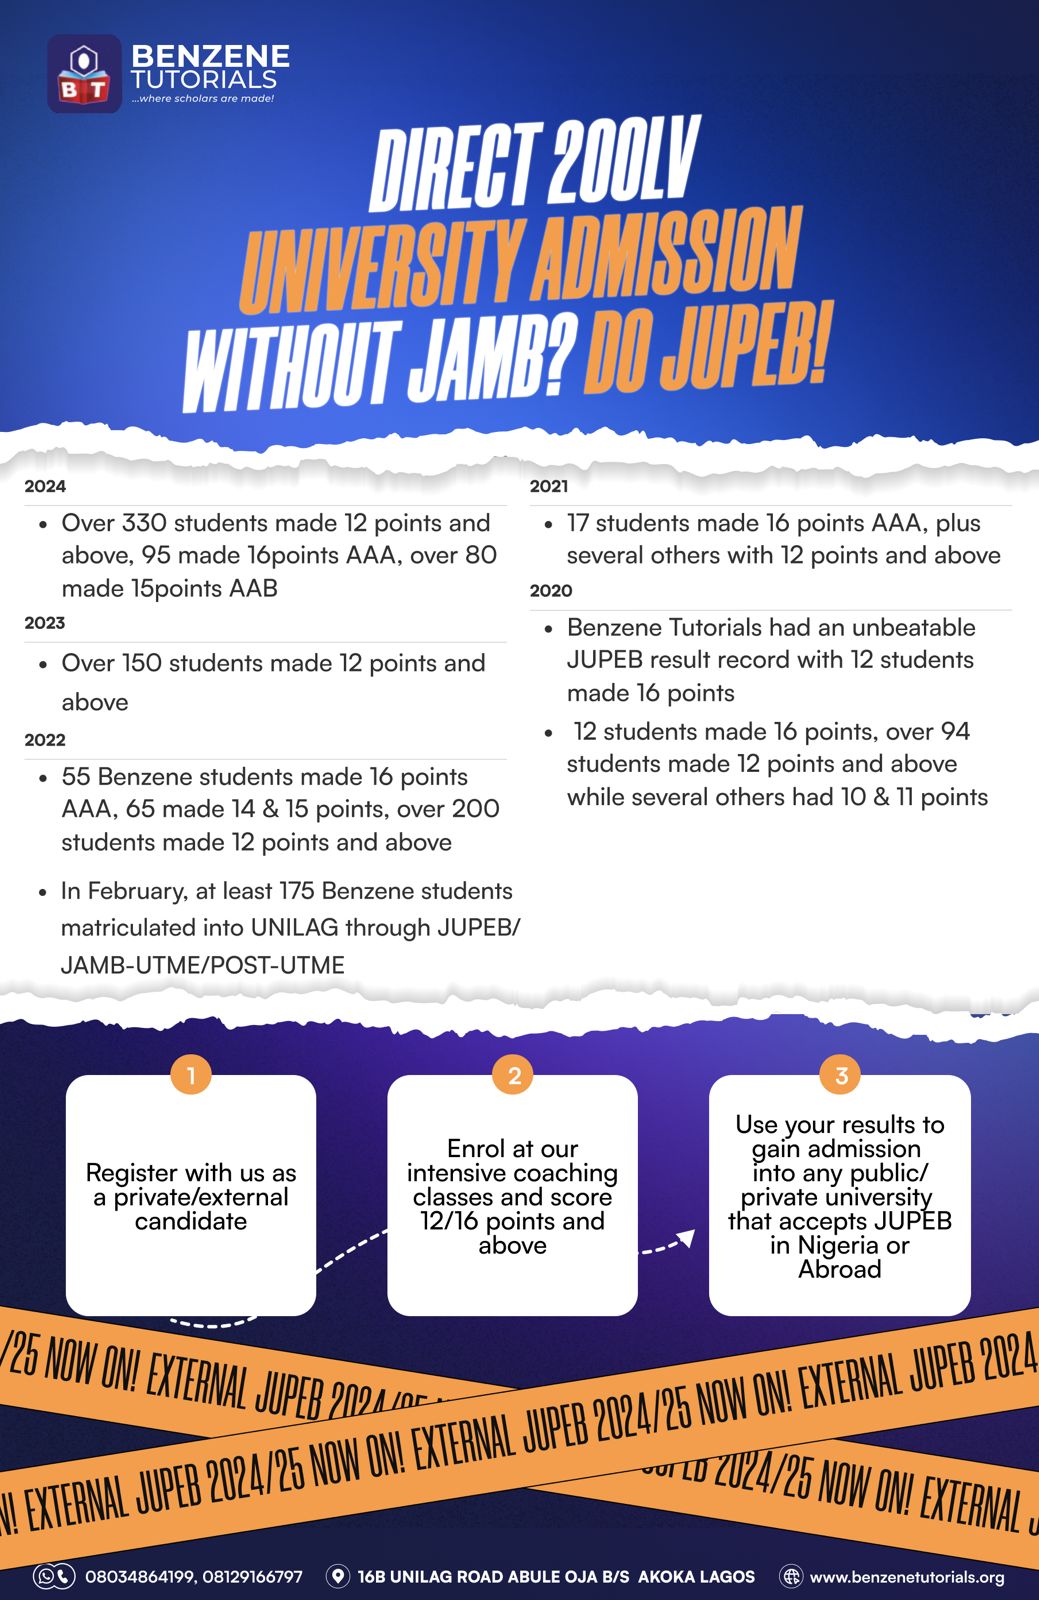 BENZENE
TUTORIALS
...where scholars are made!
B T
DIRECT 200LV
UNIVERSITY ADMISSION
WITHOUT JAMB? DO JUPEB!
2024
• Over 330 students made 12 points and
above, 95 made 16points AAA, over 80
made 15points AAB
2023
• Over 150 students made 12 points and
above
2022
• 55 Benzene students made 16 points
AAA, 65 made 14 & 15 points, over 200
students made 12 points and above
• In February, at least 175 Benzene students
matriculated into UNILAG through JUPEB/
JAMB-UTME/POST-UTME
2021
• 17 students made 16 points AAA, plus
several others with 12 points and above
2020
• Benzene Tutorials had an unbeatable
JUPEB result record with 12 students
made 16 points
• 12 students made 16 points, over 94
students made 12 points and above
while several others had 10 & 11 points
1
Register with us as
a private/external
candidate
2
Enrol at our
intensive coaching
classes and score
12/16 points and
above
3
Use your results to
gain admission
into any public/
private university
that accepts JUPEB
in Nigeria or
Abroad
/25 NOW ON! EXTERNAL JUPEB 2024/25
N! EXTERNAL JUPEB 2024/25 NOW ON! EXTERNAL JUPEB 2024/25 NOW ON! EXTERNAL JUPEB 2024
JUPEB 2024/25 NOW ON! EXTERNAL J
08034864199, 08129166797
16B UNILAG ROAD ABULE OJA B/S AKOKA LAGOS
www.benzenetutorials.org